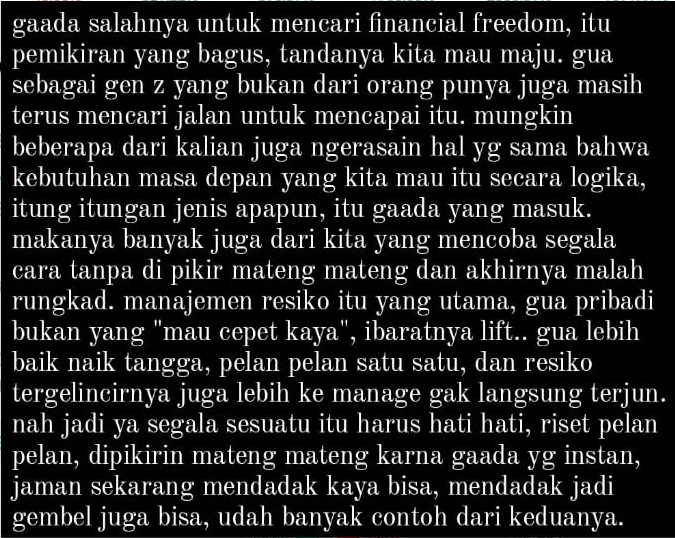 gaada salahnya untuk mencari financial freedom, itu
pemikiran yang bagus, tandanya kita mau maju. gua
sebagai gen z yang bukan dari orang punya juga masih
terus mencari jalan untuk mencapai itu. mungkin
beberapa dari kalian juga ngerasain hal yg sama bahwa
kebutuhan masa depan yang kita mau itu secara logika,
itung itungan jenis apapun, itu gaada yang masuk.
makanya banyak juga dari kita yang mencoba segala
cara tanpa di pikir mateng mateng dan akhirnya malah
rungkad. manajemen resiko itu yang utama, gua pribadi
bukan yang "mau cepet kaya", ibaratnya lift.. gua lebih
baik naik tangga, pelan pelan satu satu, dan resiko
tergelincirnya juga lebih ke manage gak langsung terjun.
nah jadi ya segala sesuatu itu harus hati hati, riset pelan
pelan, dipikirin mateng mateng karna gaada yg instan,
jaman sekarang mendadak kaya bisa, mendadak jadi
gembel juga bisa, udah banyak contoh dari keduanya.